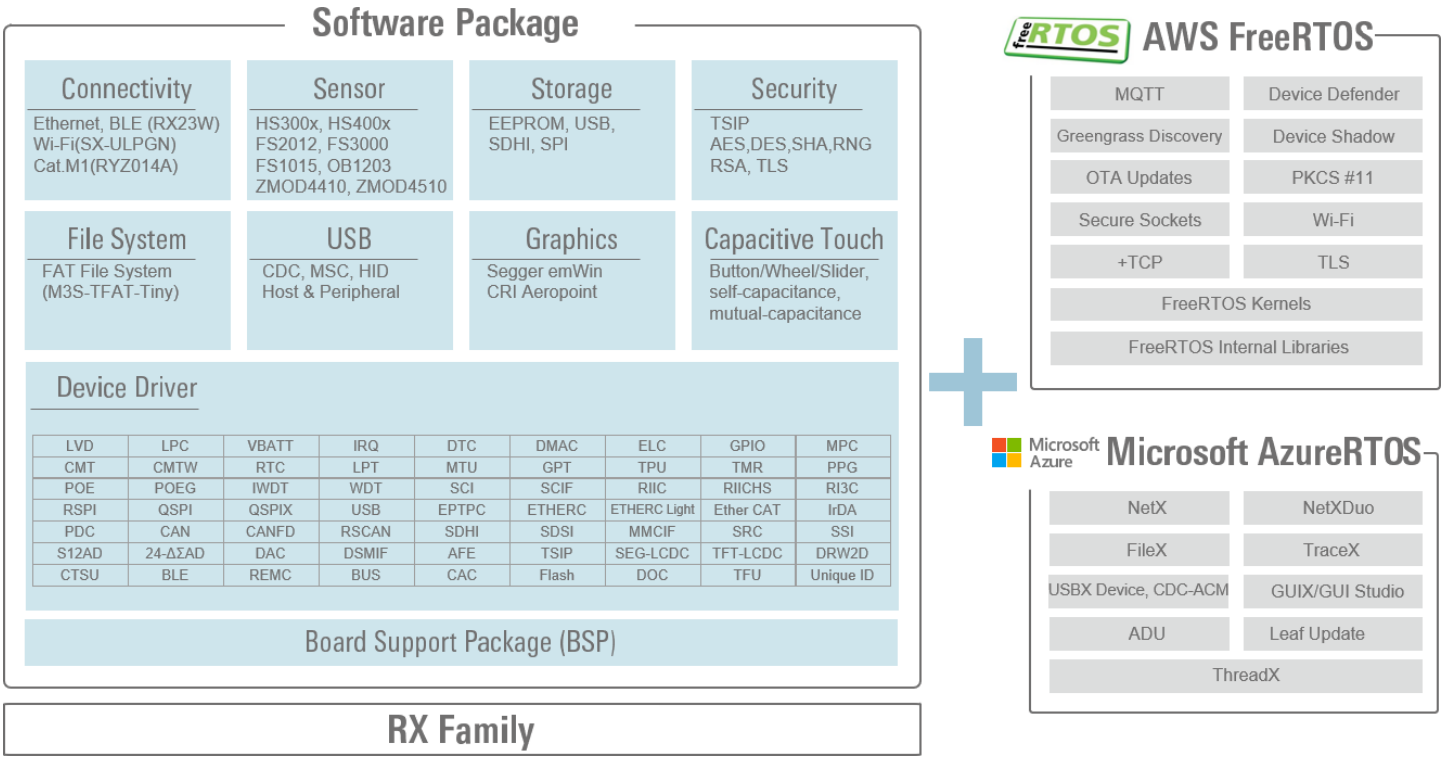 Software Package
Connectivity
Ethernet, BLE (RX23W)
Wi-Fi(SX-ULPGN)
Cat.M1(RYZ014A)
Sensor
HS300x, HS400x
FS2012, FS3000
FS1015, OB1203
ZMOD4410, ZMOD4510
Storage
EEPROM, USB,
SDHI, SPI
Security
TSIP
AES,DES,SHA,RNG
RSA, TLS
File System
FAT File System
(M3S-TFAT-Tiny)
USB
CDC, MSC, HID
Host & Peripheral
Graphics
Segger emWin
CRI Aeropoint
Capacitive Touch
Button/Wheel/Slider,
self-capacitance,
mutual-capacitance
Device Driver
LVD LPC VBATT IRQ DTC DMAC ELC GPIO MPC
CMT CMTW RTC LPT MTU GPT TPU TMR PPG
POE POEG IWDT WDT SCI SCIF RIIC RIICHS RI3C
RSPI QSPI QSPIX USB EPTPC ETHERC ETHERC Light Ether CAT IrDA
PDC CAN CANFD RSCAN SDHI SDSI MMCIF SRC SSI
S12AD 24-ΔΣAD DAC DSMIF AFE TSIP SEG-LCDC TFT-LCDC DRW2D
CTSU BLE REMC BUS CAC Flash DOC TFU Unique ID
Board Support Package (BSP)
RX Family
free RTOS
AWS FreeRTOS
MQTT Device Defender
Greengrass Discovery Device Shadow
OTA Updates PKCS #11
Secure Sockets Wi-Fi
+TCP TLS
FreeRTOS Kernels
FreeRTOS Internal Libraries
Microsoft
Azure
Microsoft AzureRTOS
NetX NetXDuo
FileX TraceX
USBX Device, CDC-ACM GUIX/GUI Studio
ADU Leaf Update
ThreadX